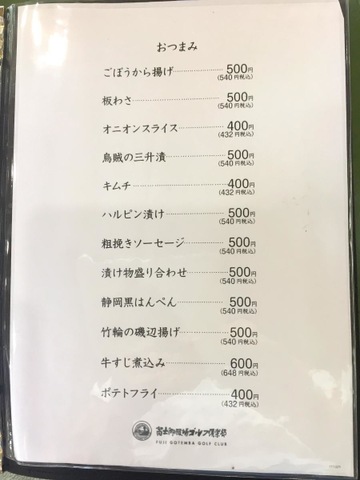 おつまみ
ごぼうから揚げ 500円
(540円税込)
板わさ 500円
(540円税込)
オニオンスライス 400円
(432円税込)
烏賊の三升漬 500円
(540円税込)
キムチ 400円
(432円税込)
ハルピン漬け 500円
(540円税込)
粗挽きソーセージ 500円
(540円税込)
漬け物盛り合わせ 500円
(540円税込)
静岡黒はんぺん 500円
(540円税込)
竹輪の磯辺揚げ 500円
(540円税込)
牛すじ煮込み 600円
(648円税込)
ポテトフライ 400円
(432円税込)
富士御殿場ゴルフ倶楽部
FUJI GOTEMBA GOLF CLUB